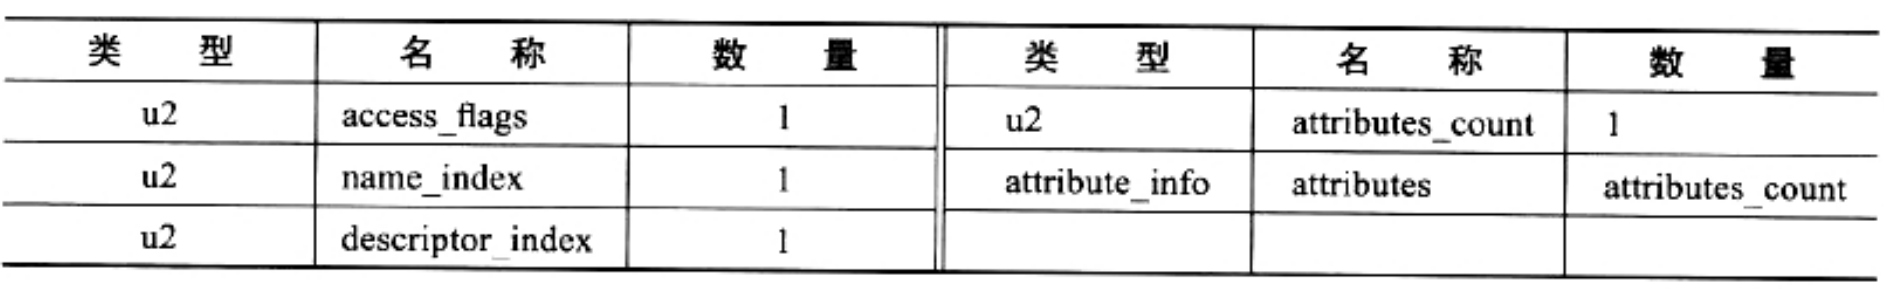 类 型 名 称 数 量 类 型 名 称 数 量
u2 access_flags 1 u2 attributes_count 1
u2 name_index 1 attribute_info attributes attributes_count
u2 descriptor_index 1